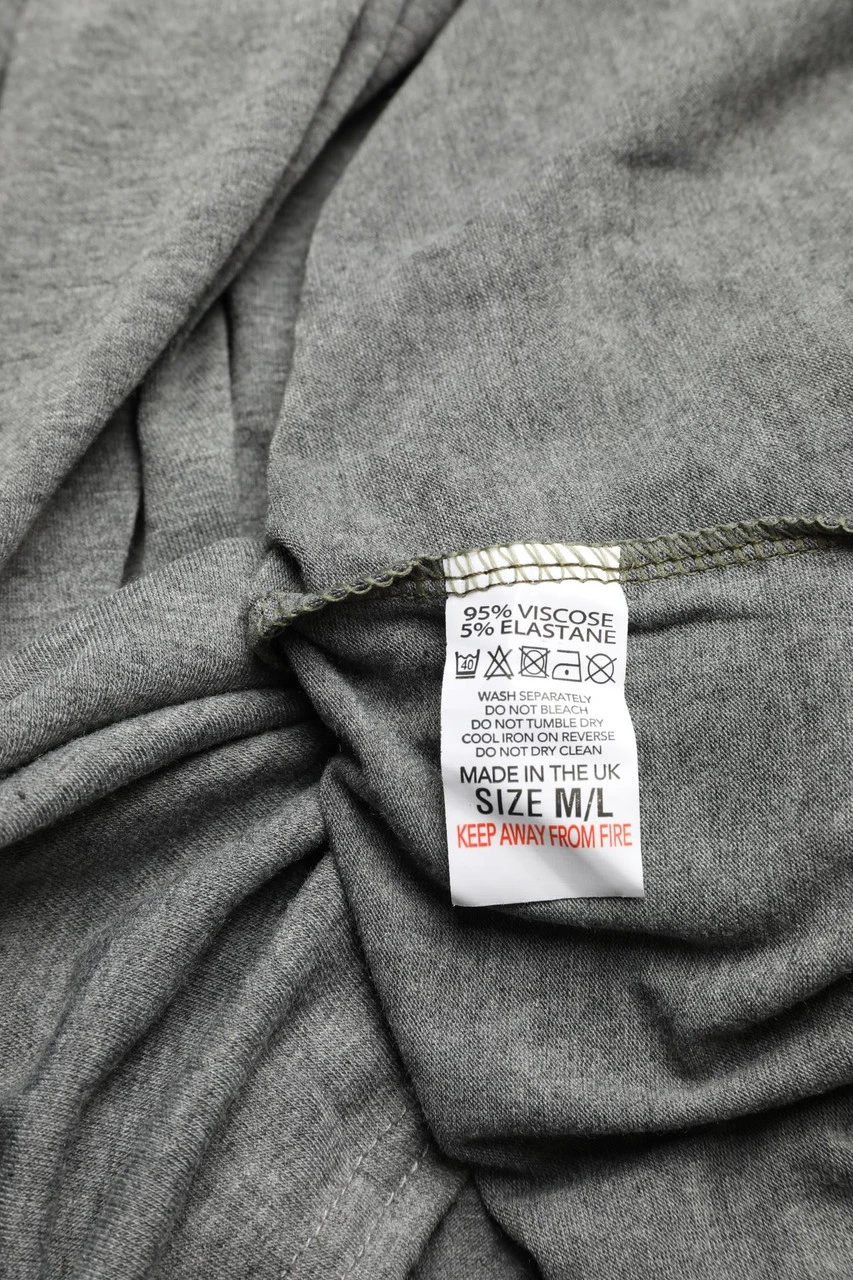 95% VISCOSE
5% ELASTANE
40
WASH SEPARATELY
DO NOT BLEACH
DO NOT TUMBLE DRY
COOL IRON ON REVERSE
DO NOT DRY CLEAN
MADE IN THE UK
SIZE M/L
KEEP AWAY FROM FIRE